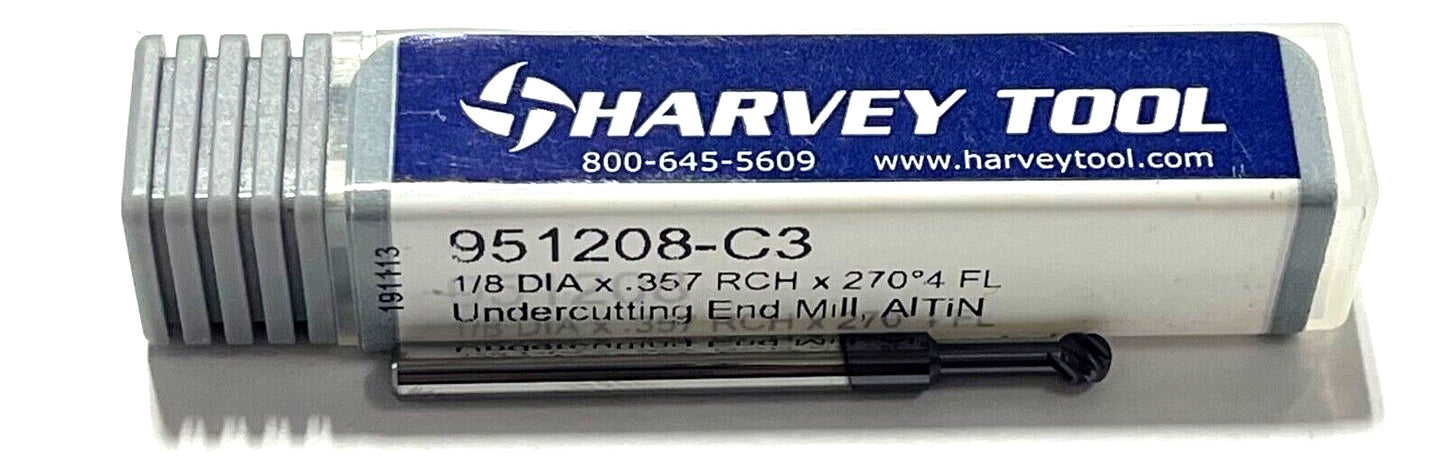 HARVEY TOOL
800-645-5609 www.harveytool.com
951208-C3
1/8 DIA x .357 RCH x 270°4 FL
Undercutting End Mill, AlTiN
191113